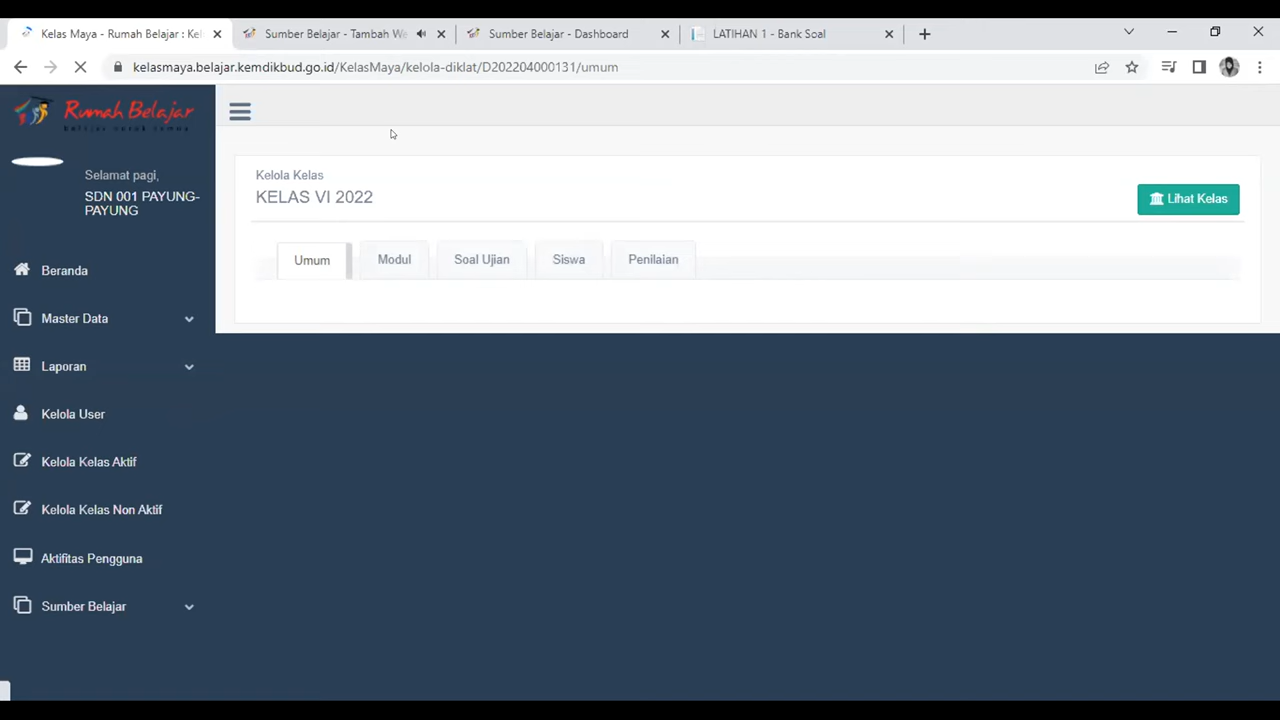 Kelas Maya - Rumah Belajar : Kel
Sumber Belajar - Tambah We
Sumber Belajar - Dashboard
LATIHAN 1 - Bank Soal
kelasmaya.belajar.kemdikbud.go.id/KelasMaya/kelola-diklat/D202204000131/umum
Rumah Belajar
Selamat pagi,
SDN 001 PAYUNG-
PAYUNG
Beranda
Master Data
Laporan
Kelola User
Kelola Kelas Aktif
Kelola Kelas Non Aktif
Aktifitas Pengguna
Sumber Belajar
Kelola Kelas
KELAS VI 2022
Lihat Kelas
Umum
Modul
Soal Ujian
Siswa
Penilaian